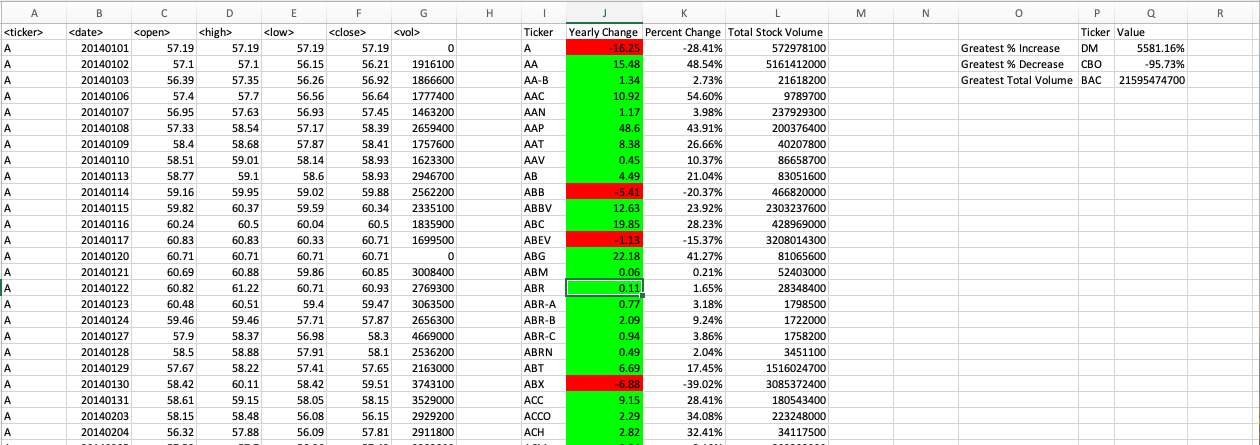 A B C D E F G H I J K L M N O P Q R
<ticker> <date> <open> <high> <low> <close> <vol> Ticker Yearly Change Percent Change Total Stock Volume Ticker Value
A 20140101 57.19 57.19 57.19 57.19 0 A -16.25 -28.41% 572978100 Greatest % Increase DM 5581.16%
A 20140102 57.1 57.1 56.15 56.21 1916100 AA 15.48 48.54% 5161412000 Greatest % Decrease CBO -95.73%
A 20140103 56.39 57.35 56.26 56.92 1866600 AA-B 1.34 2.73% 21618200 Greatest Total Volume BAC 21595474700
A 20140106 57.4 57.7 56.56 56.64 1777400 AAC 10.92 54.60% 9789700
A 20140107 56.95 57.63 56.93 57.45 1463200 AAN 1.17 3.98% 237929300
A 20140108 57.33 58.54 57.17 58.39 2659400 AAP 48.6 43.91% 200376400
A 20140109 58.4 58.68 57.87 58.41 1757600 AAT 8.38 26.66% 40207800
A 20140110 58.51 59.01 58.14 58.93 1623300 AAV 0.45 10.37% 86658700
A 20140113 58.77 59.1 58.6 58.93 2946700 AB 4.49 21.04% 83051600
A 20140114 59.16 59.95 59.02 59.88 2562200 ABB -5.41 -20.37% 466820000
A 20140115 59.82 60.37 59.59 60.34 2335100 ABBV 12.63 23.92% 2303237600
A 20140116 60.24 60.5 60.04 60.5 1835900 ABC 19.85 28.23% 428969000
A 20140117 60.83 60.83 60.33 60.71 1699500 ABEV -1.13 -15.37% 3208014300
A 20140120 60.71 60.71 60.71 60.71 0 ABG 22.18 41.27% 81065600
A 20140121 60.69 60.88 59.86 60.85 3008400 ABM 0.06 0.21% 52403000
A 20140122 60.82 61.22 60.71 60.93 2769300 ABR 0.11 1.65% 28348400
A 20140123 60.48 60.51 59.4 59.47 3063500 ABR-A 0.77 3.18% 1798500
A 20140124 59.46 59.46 57.71 57.87 2656300 ABR-B 2.09 9.24% 1722000
A 20140127 57.9 58.37 56.98 58.3 4669000 ABR-C 0.94 3.86% 1758200
A 20140128 58.5 58.88 57.91 58.1 2536200 ABRN 0.49 2.04% 3451100
A 20140129 57.67 58.22 57.41 57.65 2163000 ABT 6.69 17.45% 1516024700
A 20140130 58.42 60.11 58.42 59.51 3743100 ABX -6.88 -39.02% 3085372400
A 20140131 58.61 59.15 58.05 58.15 3529000 ACC 9.15 28.41% 180543400
A 20140203 58.15 58.48 56.08 56.15 2929200 ACCO 2.29 34.08% 223248000
A 20140204 56.32 57.88 56.09 57.81 2911800 ACH 2.82 32.41% 34117500